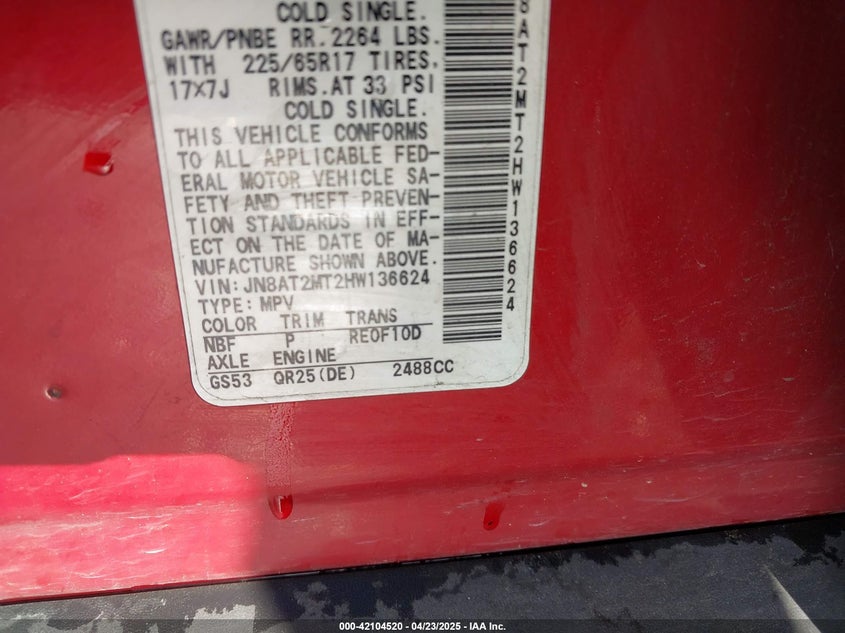 COLD SINGLE.
GAWR/PNBE RR.2264 LBS.
WITH 225/65R17 TIRES.
17X7J RIMS.AT 33 PSI
COLD SINGLE.
THIS VEHICLE CONFORMS
TO ALL APPLICABLE FED-
ERAL MOTOR VEHICLE SA-
FETY AND THEFT PREVEN-
TION STANDARDS IN EFF-
ECT ON THE DATE OF MA-
NUFACTURE SHOWN ABOVE.
VIN:JN8AT2MT2HW136624
TYPE:MPV
COLOR TRIM TRANS
NBF P RE0F10D
AXLE ENGINE
GS53 QR25(DE) 2488CC
8AT2MT2HW136624
000-42104520 | 04/23/2025 - IAA Inc.